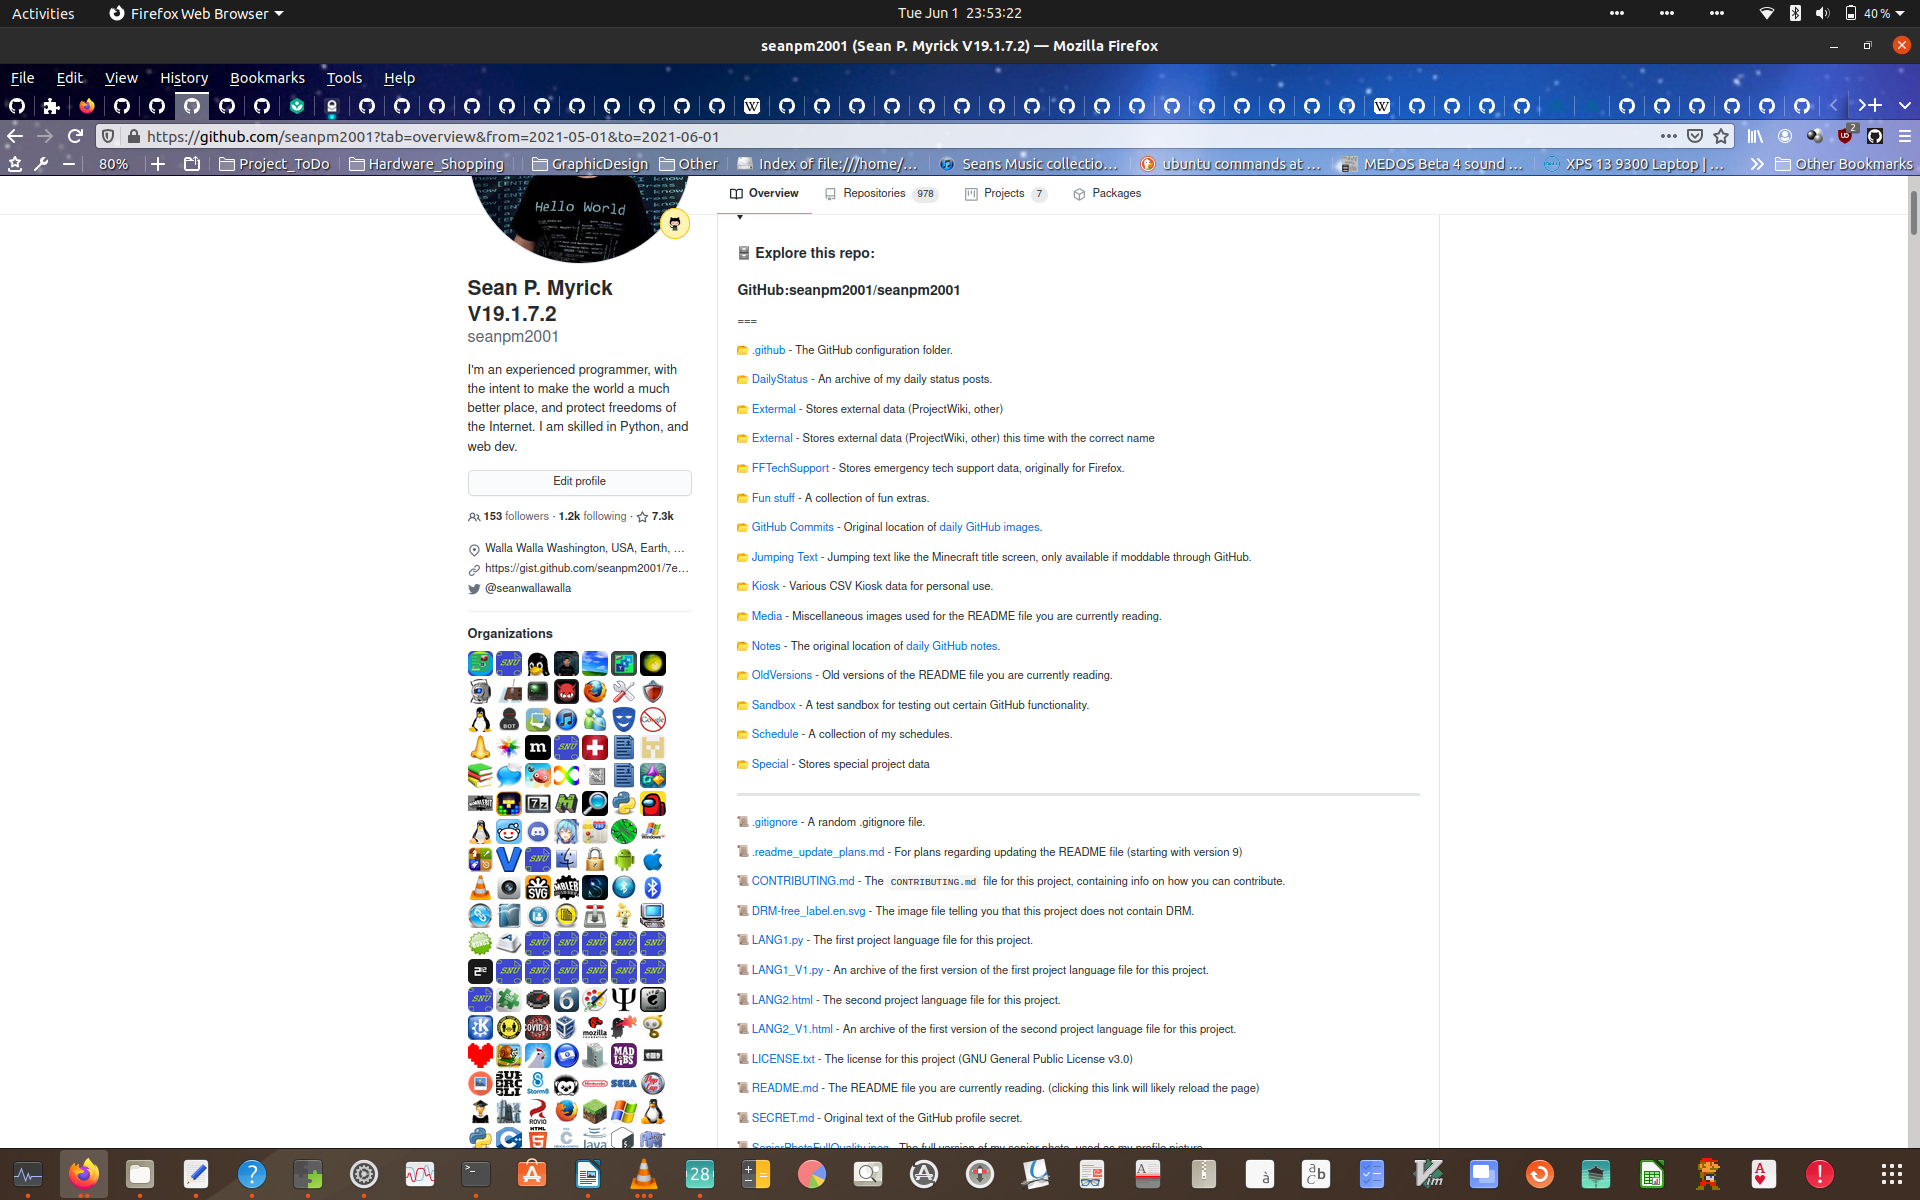 Activities
Firefox Web Browser
Tue Jun 1 23:53:22
40 %
seanpm2001 (Sean P. Myrick V19.1.7.2) — Mozilla Firefox
File Edit View History Bookmarks Tools Help
https://github.com/seanpm2001?tab=overview&from=2021-05-01&to=2021-06-01
2
80%
Project_ToDo
Hardware_Shopping
GraphicDesign
Other
Index of file:///home/...
Seans Music collectio...
ubuntu commands at ...
MEDOS Beta 4 sound ...
XPS 13 9300 Laptop | ...
Other Bookmarks
Overview
Repositories 978
Projects 7
Packages
Hello World
Sean P. Myrick
V19.1.7.2
seanpm2001
I'm an experienced programmer, with
the intent to make the world a much
better place, and protect freedoms of
the Internet. I am skilled in Python, and
web dev.
Edit profile
153 followers · 1.2k following · 7.3k
Walla Walla Washington, USA, Earth, ...
https://gist.github.com/seanpm2001/7e...
@seanwallawalla
Organizations
Explore this repo:
GitHub:seanpm2001/seanpm2001
===
.github - The GitHub configuration folder.
DailyStatus - An archive of my daily status posts.
Extermal - Stores external data (ProjectWiki, other)
External - Stores external data (ProjectWiki, other) this time with the correct name
FFTechSupport - Stores emergency tech support data, originally for Firefox.
Fun stuff - A collection of fun extras.
GitHub Commits - Original location of daily GitHub images.
Jumping Text - Jumping text like the Minecraft title screen, only available if moddable through GitHub.
Kiosk - Various CSV Kiosk data for personal use.
Media - Miscellaneous images used for the README file you are currently reading.
Notes - The original location of daily GitHub notes.
OldVersions - Old versions of the README file you are currently reading.
Sandbox - A test sandbox for testing out certain GitHub functionality.
Schedule - A collection of my schedules.
Special - Stores special project data
.gitignore - A random .gitignore file.
.readme_update_plans.md - For plans regarding updating the README file (starting with version 9)
CONTRIBUTING.md - The CONTRIBUTING.md file for this project, containing info on how you can contribute.
DRM-free_label.en.svg - The image file telling you that this project does not contain DRM.
LANG1.py - The first project language file for this project.
LANG1_V1.py - An archive of the first version of the first project language file for this project.
LANG2.html - The second project language file for this project.
LANG2_V1.html - An archive of the first version of the second project language file for this project.
LICENSE.txt - The license for this project (GNU General Public License v3.0)
README.md - The README file you are currently reading. (clicking this link will likely reload the page)
SECRET.md - Original text of the GitHub profile secret.
SeniorPhotoFullQuality.jpeg - The full version of my senior photo, used as my profile picture
28